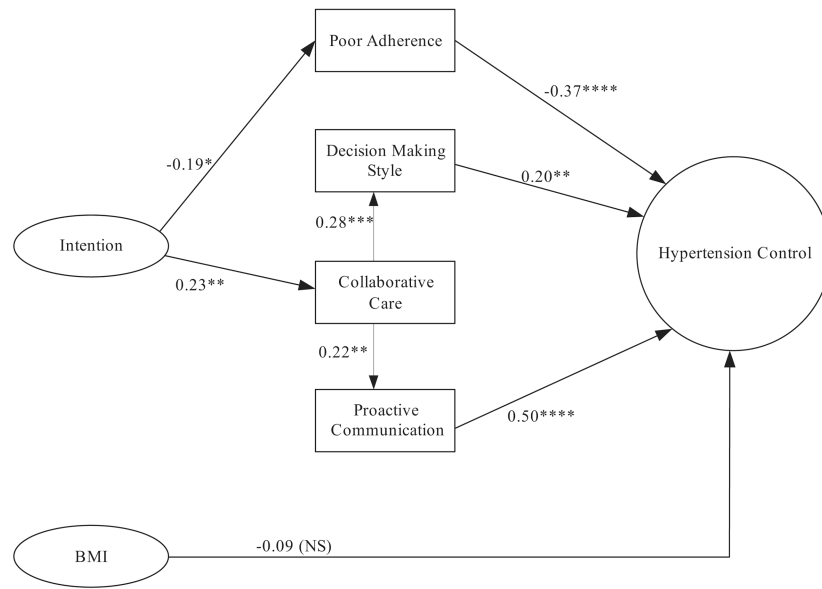 Poor Adherence
-0.37****
-0.19*
Decision Making
Style
0.20**
0.28***
Intention
Hypertension Control
0.23**
Collaborative
Care
0.22**
Proactive
Communication
0.50****
BMI
-0.09 (NS)